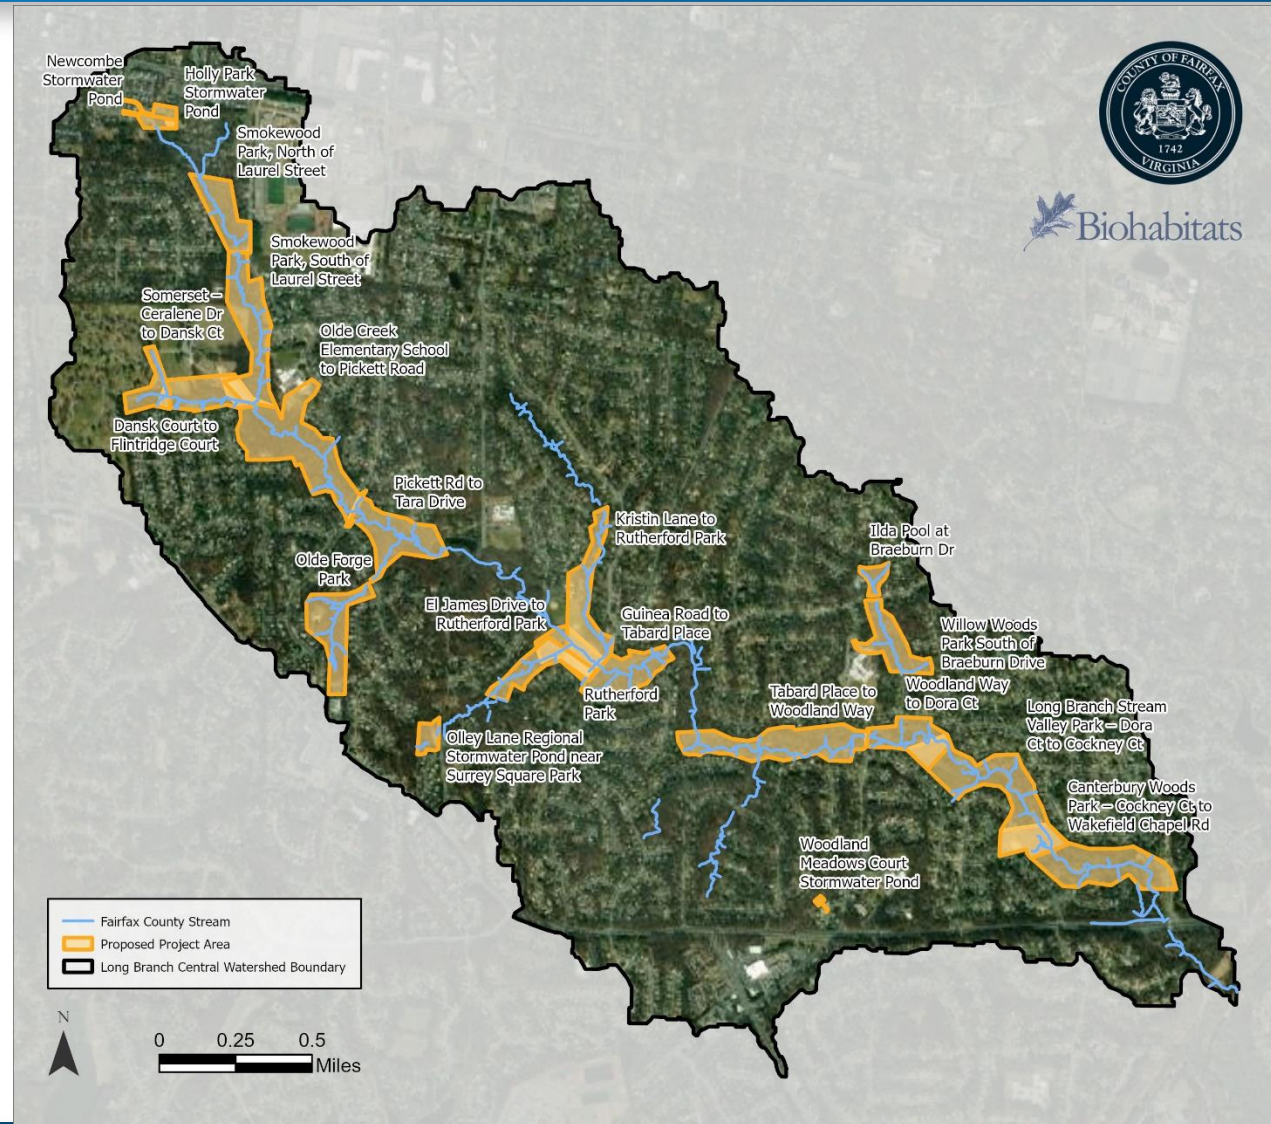 Newcombe
Stormwater
Pond
Holly Park
Stormwater
Pond
Smokewood
Park, North of
Laurel Street
COUNTY OF FAIRFAX
1742
VIRGINIA
Biohabitats
Smokewood
Park, South of
Laurel Street
Somerset –
Ceralene Dr
to Dansk Ct
Olde Creek
Elementary School
to Pickett Road
Dansk Court to
Flintridge Court
Pickett Rd to
Tara Drive
Kristin Lane to
Rutherford Park
Ilda Pool at
Braeburn Dr
Olde Forge
Park
El James Drive to
Rutherford Park
Guinea Road to
Tabard Place
Willow Woods
Park South of
Braeburn Drive
Rutherford
Park
Tabard Place to
Woodland Way
Woodland Way
to Dora Ct
Long Branch Stream
Valley Park – Dora
Ct to Cockney Ct
Olley Lane Regional
Stormwater Pond near
Surrey Square Park
Canterbury Woods
Park – Cockney Ct to
Wakefield Chapel Rd
Woodland
Meadows Court
Stormwater Pond
Fairfax County Stream
Proposed Project Area
Long Branch Central Watershed Boundary
N
0 0.25 0.5
Miles